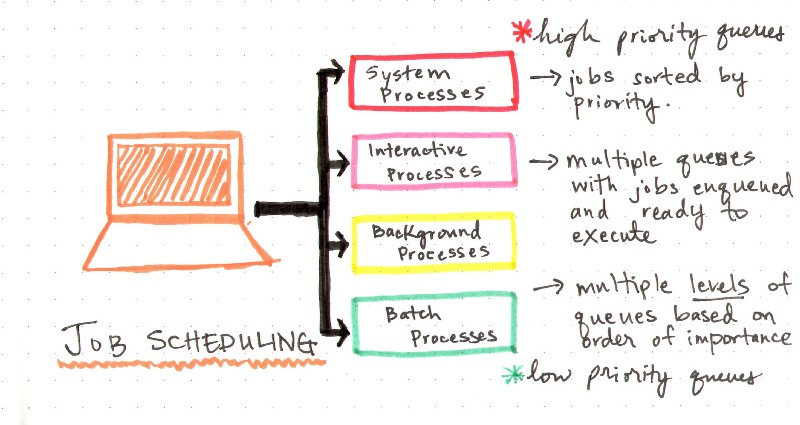 *high priority queues
System
Processes
→ jobs sorted by
priority.
Interactive
Processes
→ multiple queues
with jobs enqueued
and ready to
execute
Background
Processes
Batch
Processes
→ multiple levels of
queues based on
order of importance
JOB SCHEDULING
*low priority queues